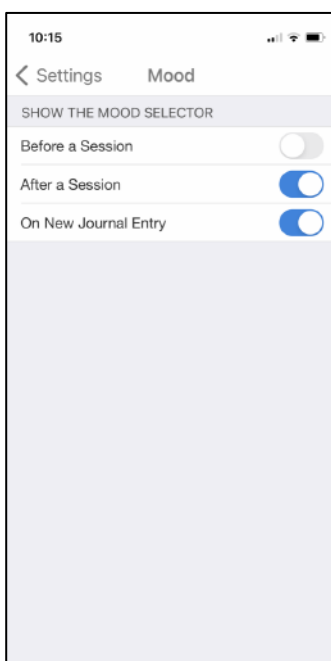 10:15
Settings Mood
SHOW THE MOOD SELECTOR
Before a Session
After a Session
On New Journal Entry